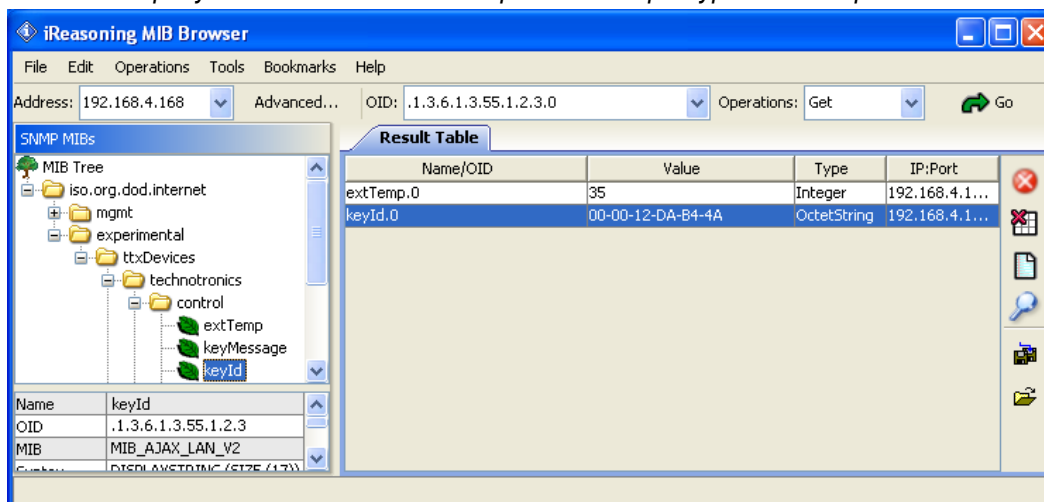 iReasoning MIB Browser
File Edit Operations Tools Bookmarks Help
Address: 192.168.4.168 Advanced... OID: .1.3.6.1.3.55.1.2.3.0 Operations: Get Go
SNMP MIBs
MIB Tree
iso.org.dod.internet
mgmt
experimental
ttxDevices
technotronics
control
extTemp
keyMessage
keyId
Name keyId
OID .1.3.6.1.3.55.1.2.3
MIB MIB_AJAX_LAN_V2
DISPLAYSTRING (SIZE (17))
Result Table
Name/OID Value Type IP:Port
extTemp.0 35 Integer 192.168.4.1...
keyId.0 00-00-12-DA-B4-4A OctetString 192.168.4.1...